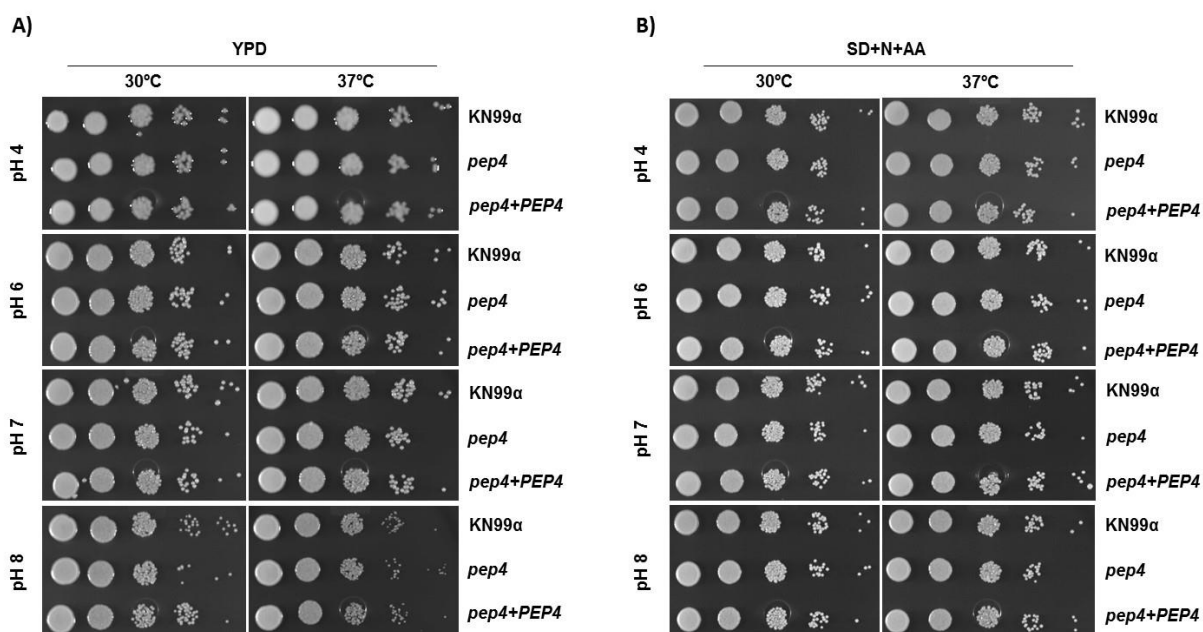 A)
YPD
30ºC 37ºC
pH 4
KN99α
pep4
pep4+PEP4
pH 6
KN99α
pep4
pep4+PEP4
pH 7
KN99α
pep4
pep4+PEP4
pH 8
KN99α
pep4
pep4+PEP4
B)
SD+N+AA
30ºC 37ºC
pH 4
KN99α
pep4
pep4+PEP4
pH 6
KN99α
pep4
pep4+PEP4
pH 7
KN99α
pep4
pep4+PEP4
pH 8
KN99α
pep4
pep4+PEP4